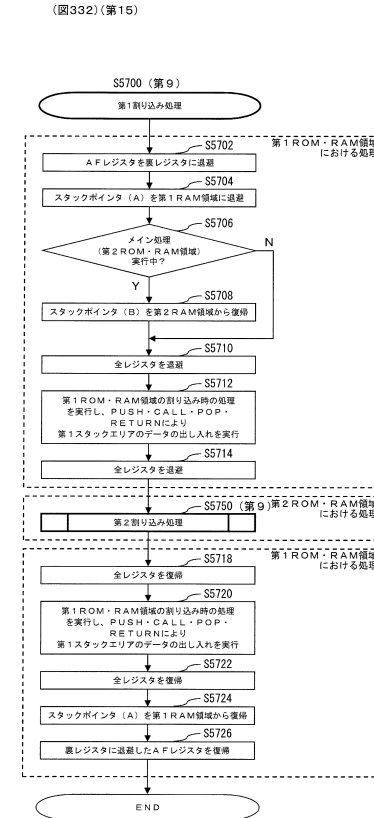 (図332)(第15)
S5700（第９）
第1割り込み処理
第１ROM・RAM領域
における処理
S5702
ＡＦレジスタを裏レジスタに退避
S5704
スタックポインタ（A）を第１RAM領域に退避
S5706
メイン処理
（第２ROM・RAM領域）
実行中？
N
Y
S5708
スタックポインタ（B）を第２RAM領域から復帰
S5710
全レジスタを退避
S5712
第１ROM・RAM領域の割り込み時の処理
を実行し、PUSH・CALL・POP・
RETURNにより
第１スタックエリアのデータの出し入れを実行
S5714
全レジスタを退避
S5750（第９）
第２ROM・RAM領域
における処理
第２割り込み処理
第１ROM・RAM領域
における処理
S5718
全レジスタを復帰
S5720
第１ROM・RAM領域の割り込み時の処理
を実行し、PUSH・CALL・POP・
RETURNにより
第１スタックエリアのデータの出し入れを実行
S5722
全レジスタを復帰
S5724
スタックポインタ（A）を第１RAM領域から復帰
S5726
裏レジスタに退避したＡＦレジスタを復帰
END